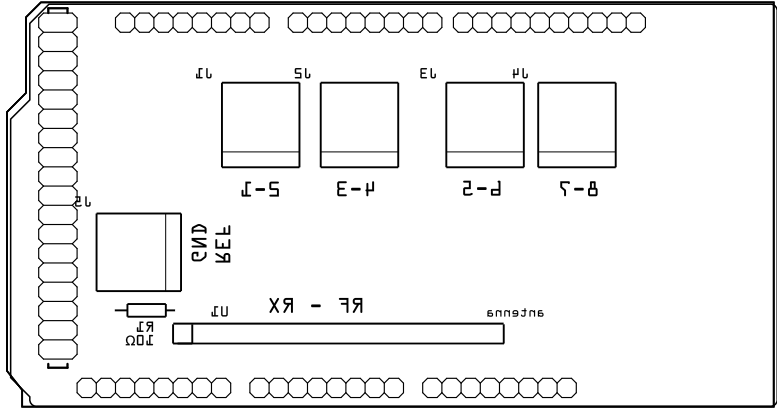 J1
J2
J3
J4
2-1
4-3
6-5
8-7
J5
GND
REF
RF - RX
U1
antenna
R1
10Ω